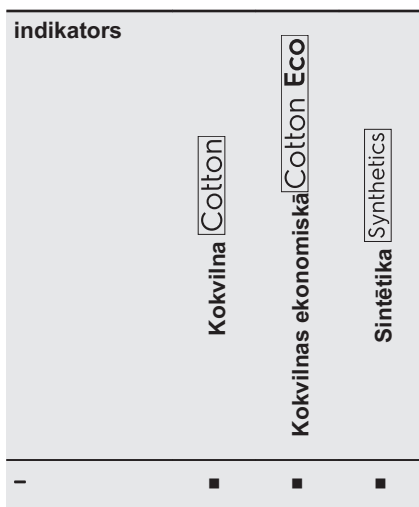 indikators
Kokvilna Cotton
Kokvilnas ekonomiskā Cotton Eco
Sintētika Synthetics
– ■ ■ ■